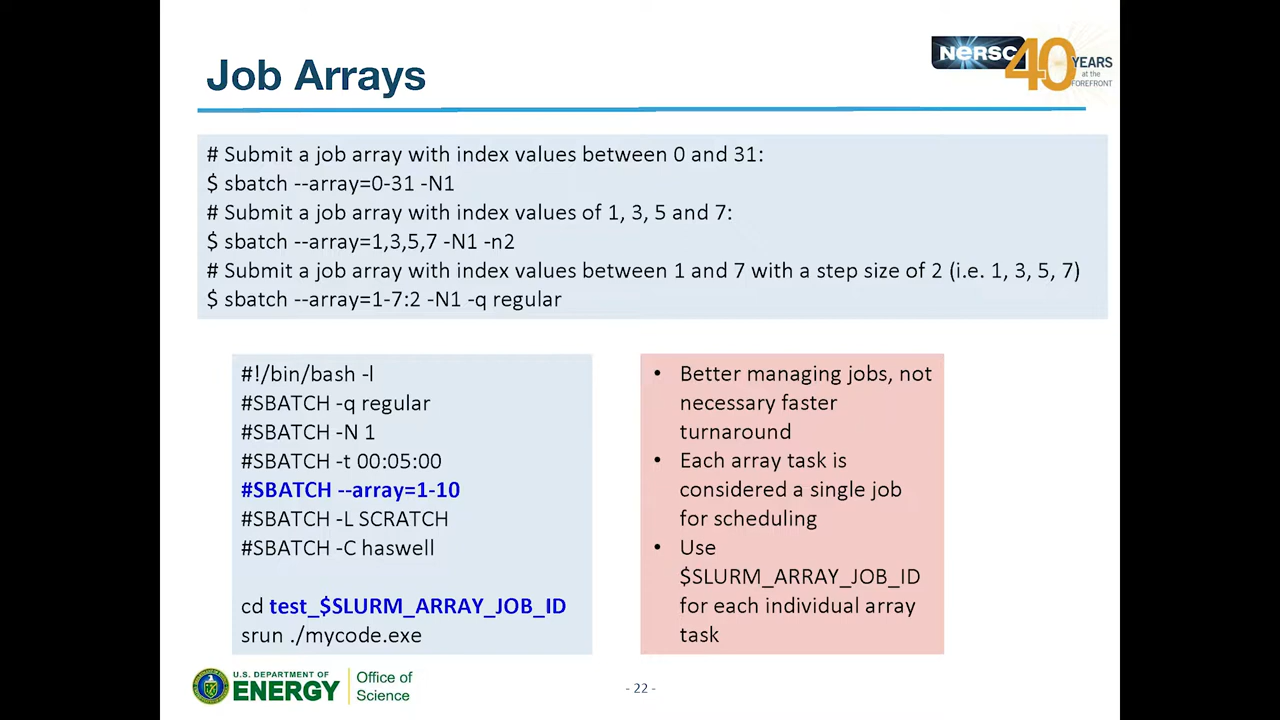 Job Arrays
NERSC
40
YEARS
at the
FOREFRONT
# Submit a job array with index values between 0 and 31:
$ sbatch --array=0-31 -N1
# Submit a job array with index values of 1, 3, 5 and 7:
$ sbatch --array=1,3,5,7 -N1 -n2
# Submit a job array with index values between 1 and 7 with a step size of 2 (i.e. 1, 3, 5, 7)
$ sbatch --array=1-7:2 -N1 -q regular
#!/bin/bash -l
#SBATCH -q regular
#SBATCH -N 1
#SBATCH -t 00:05:00
#SBATCH --array=1-10
#SBATCH -L SCRATCH
#SBATCH -C haswell
cd test_$SLURM_ARRAY_JOB_ID
srun ./mycode.exe
• Better managing jobs, not
necessary faster
turnaround
• Each array task is
considered a single job
for scheduling
• Use
$SLURM_ARRAY_JOB_ID
for each individual array
task
U.S. DEPARTMENT OF
ENERGY
Office of
Science
- 22 -